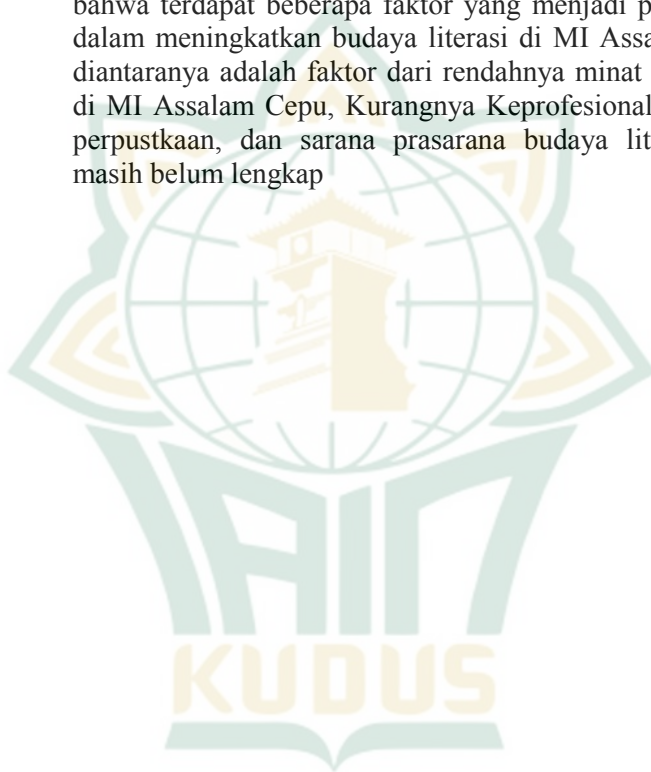 bahwa terdapat beberapa faktor yang menjadi p
dalam meningkatkan budaya literasi di MI Assa
diantaranya adalah faktor dari rendahnya minat
di MI Assalam Cepu, Kurangnya Keprofesional
perpustkaan, dan sarana prasarana budaya lit
masih belum lengkap
IAIN
KUDUS